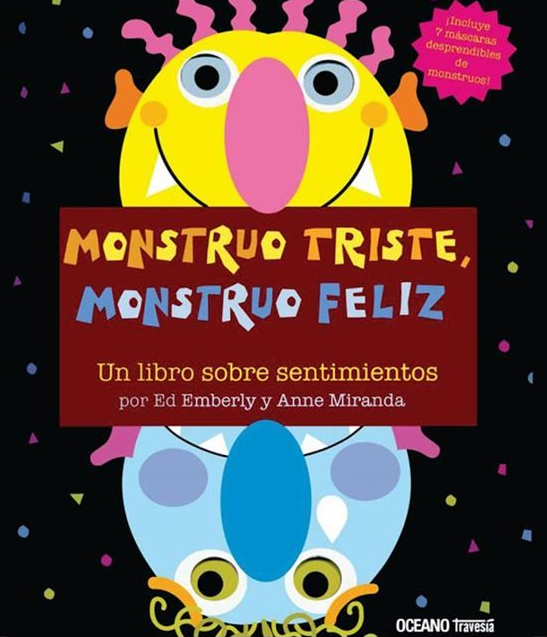 ¡Incluye
7 máscaras
desprendibles
de
monstruos!
MONSTRUO TRISTE,
MONSTRUO FELIZ
Un libro sobre sentimientos
por Ed Emberly y Anne Miranda
OCEANO Travesía